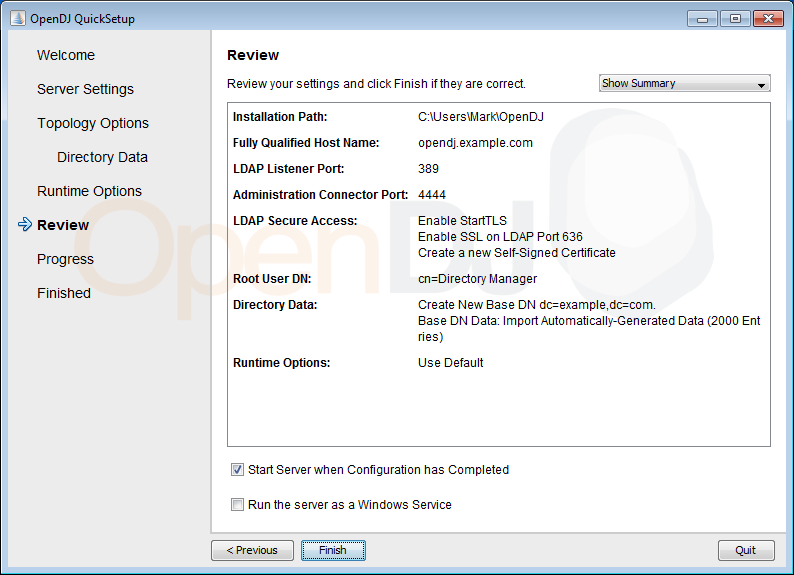 OpenDJ QuickSetup
Welcome
Server Settings
Topology Options
Directory Data
Runtime Options
Review
Progress
Finished
Review
Review your settings and click Finish if they are correct.
Show Summary
Installation Path: C:\Users\Mark\OpenDJ
Fully Qualified Host Name: opendj.example.com
LDAP Listener Port: 389
Administration Connector Port: 4444
LDAP Secure Access: Enable StartTLS
Enable SSL on LDAP Port 636
Create a new Self-Signed Certificate
Root User DN: cn=Directory Manager
Directory Data: Create New Base DN dc=example,dc=com.
Base DN Data: Import Automatically-Generated Data (2000 Ent
ries)
Runtime Options: Use Default
OpenDJ
Start Server when Configuration has Completed
Run the server as a Windows Service
< Previous
Finish
Quit